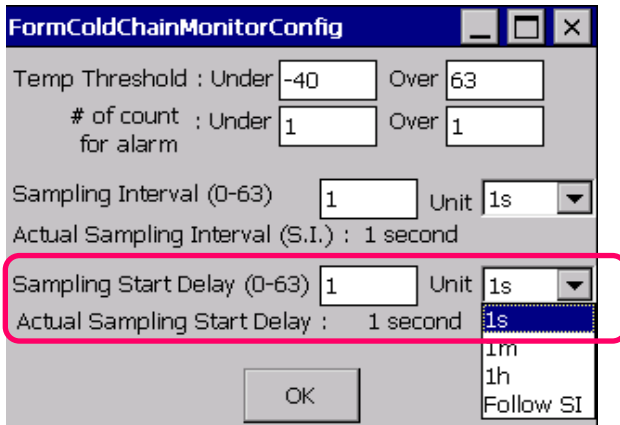 FormColdChainMonitorConfig
Temp Threshold : Under -40 Over 63
# of count for alarm : Under 1 Over 1
Sampling Interval (0-63) 1 Unit 1s
Actual Sampling Interval (S.I.) : 1 second
Sampling Start Delay (0-63) 1 Unit 1s
Actual Sampling Start Delay : 1 second
1s
1m
1h
Follow SI
OK